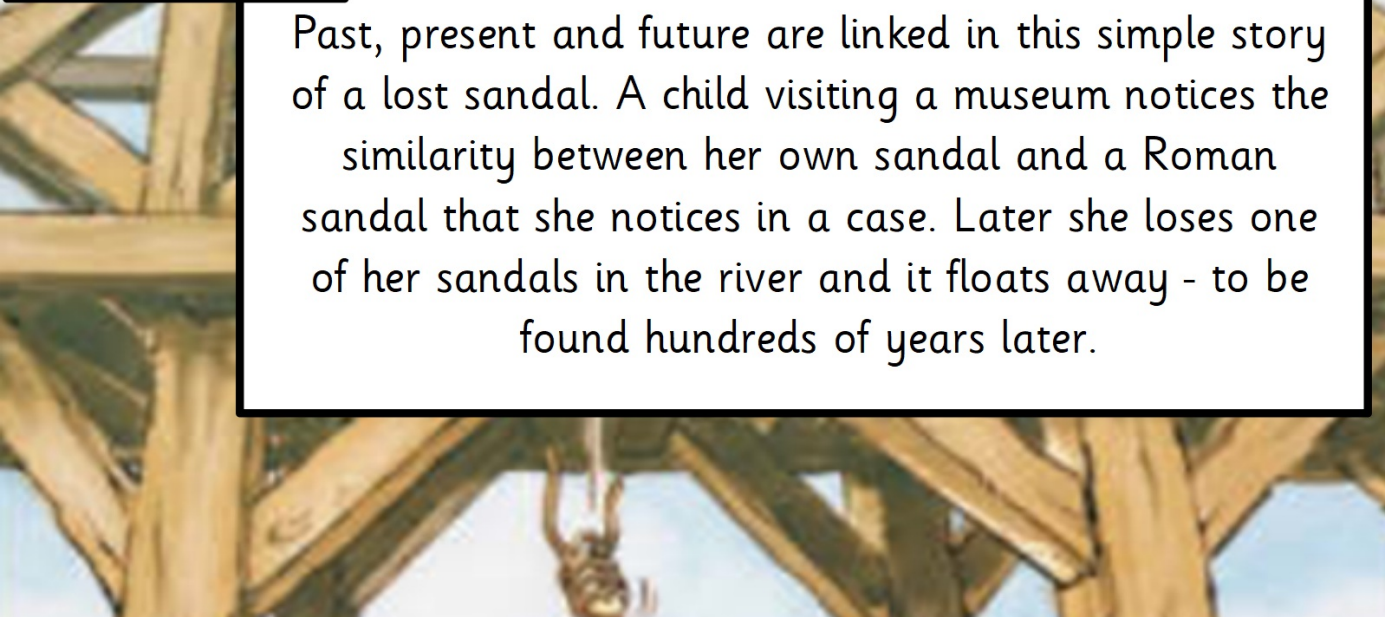 Past, present and future are linked in this simple story
of a lost sandal. A child visiting a museum notices the
similarity between her own sandal and a Roman
sandal that she notices in a case. Later she loses one
of her sandals in the river and it floats away - to be
found hundreds of years later.